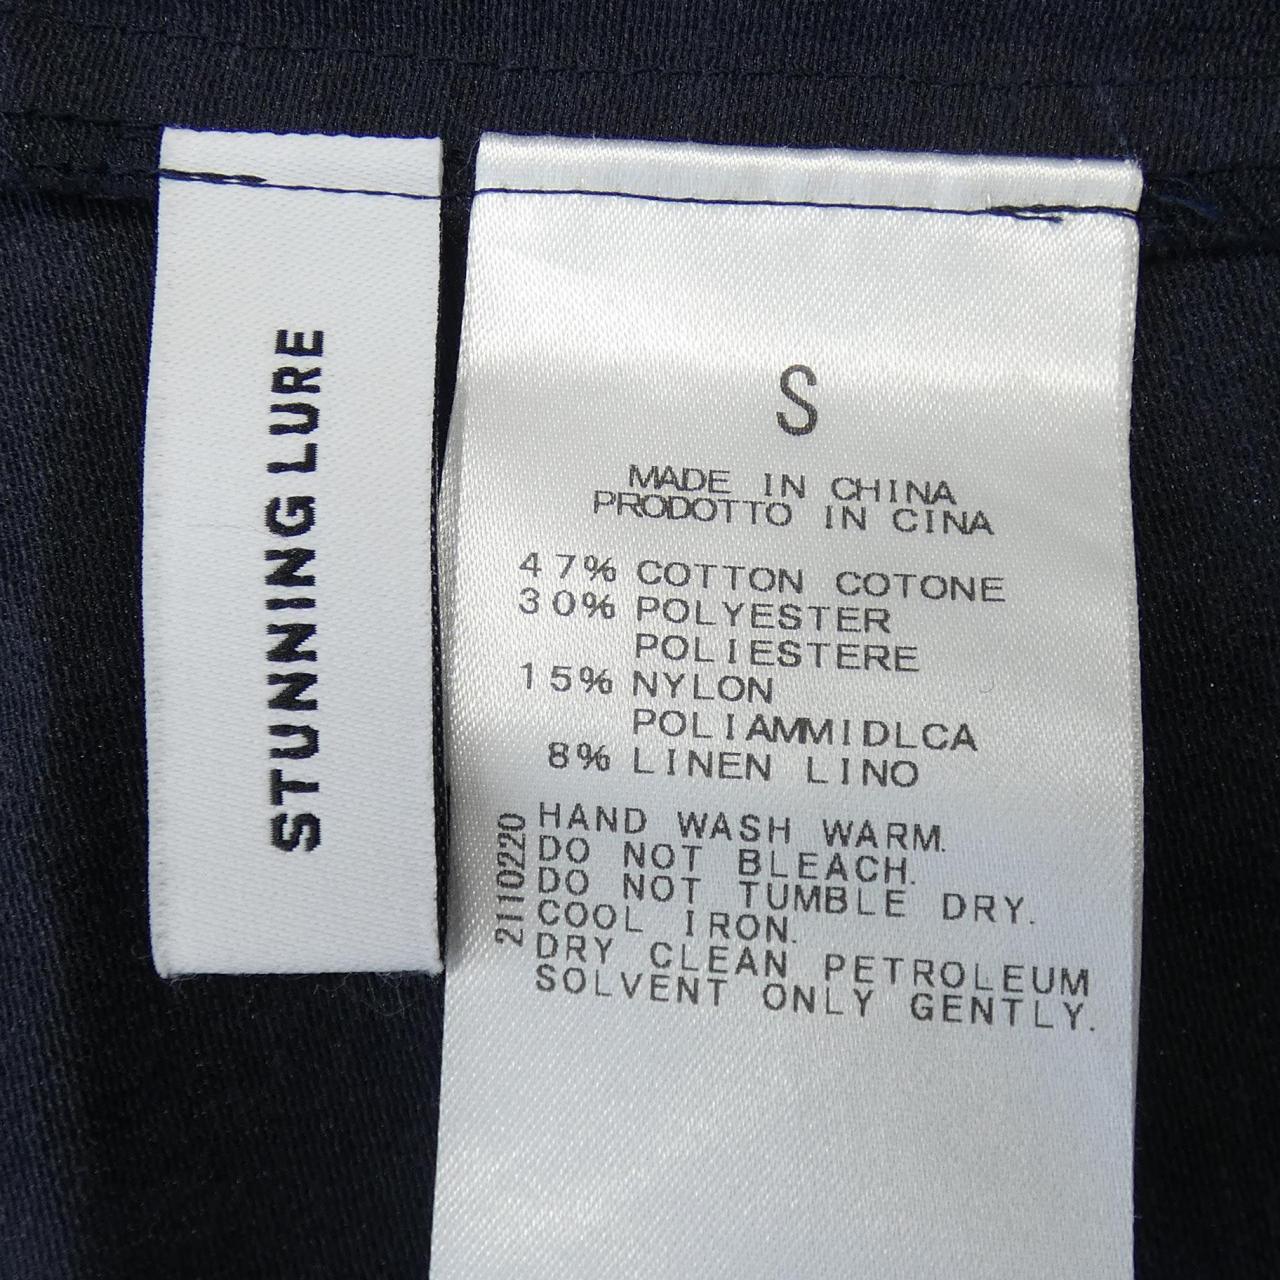 STUNNING LURE
S
MADE IN CHINA
PRODOTTO IN CINA
47% COTTON COTONE
30% POLYESTER
POLIESTERE
15% NYLON
POLIAMMIDLCA
8% LINEN LINO
2110220
HAND WASH WARM.
DO NOT BLEACH.
DO NOT TUMBLE DRY.
COOL IRON.
DRY CLEAN PETROLEUM
SOLVENT ONLY GENTLY.